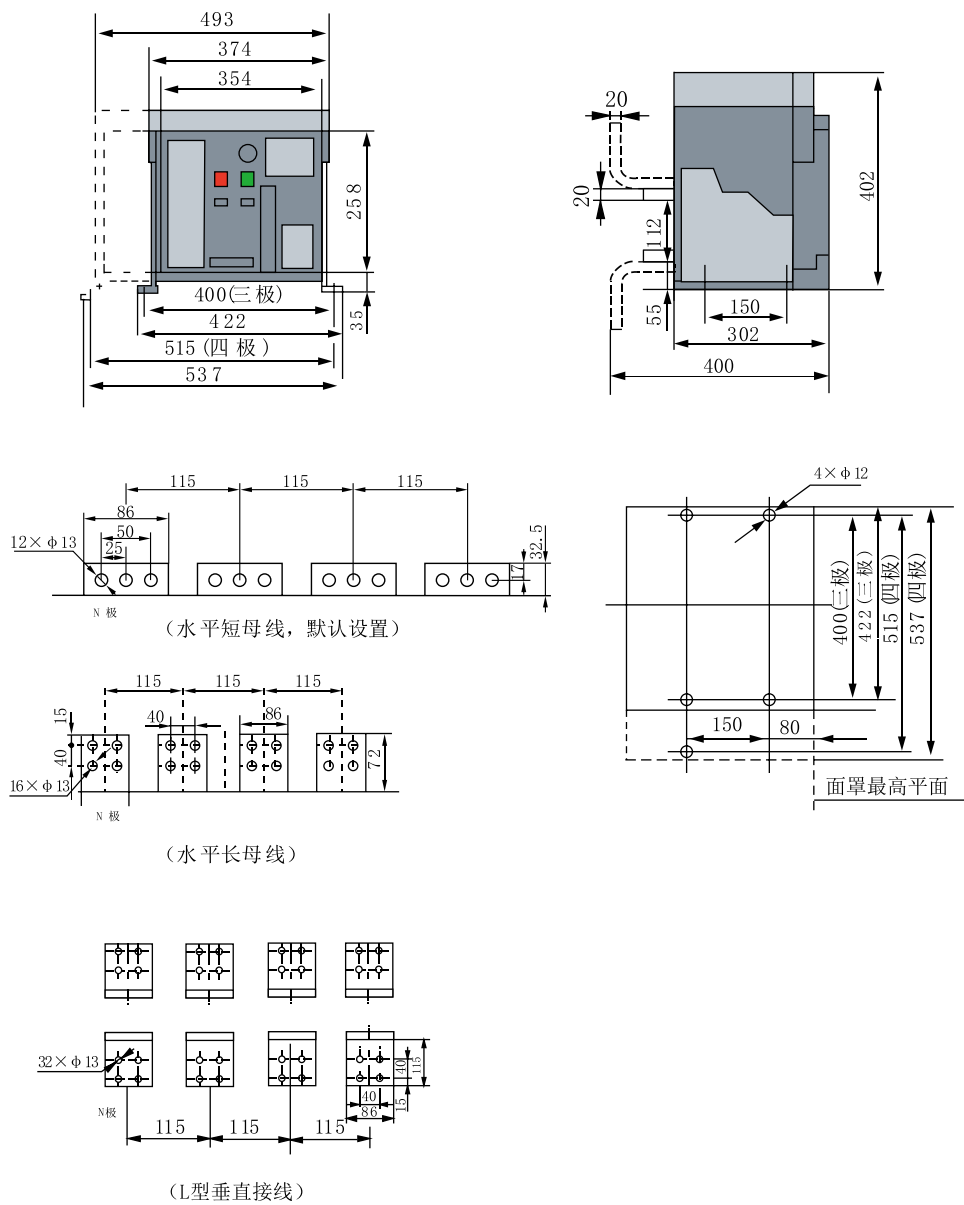 493
374
354
258
400(三极)
35
422
515(四极)
537
20
20
402
112
55
150
302
400
115
115
115
86
50
25
12×φ13
32.5
17
N 极
（水平短母线，默认设置）
115
115
115
15
40
40
86
72
16×φ13
N 极
（水平长母线）
4×φ12
400(三极)
422(三极)
515(四极)
537(四极)
150
80
面罩最高平面
32×φ13
40
115
40
15
86
N极
115
115
115
（L型垂直接线）